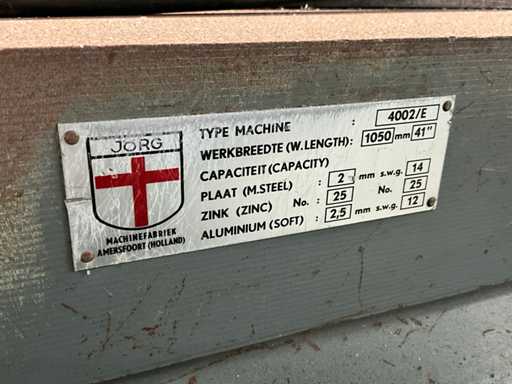 JÖRG
MACHINEFABRIEK
AMERSFOORT (HOLLAND)
TYPE MACHINE : 4002/E
WERKBREEDTE (W.LENGTH): 1050 mm 41"
CAPACITEIT (CAPACITY)
PLAAT (M.STEEL) : 2 mm s.w.g. 14
ZINK (ZINC) No. : 25 No. 25
ALUMINIUM (SOFT) : 2,5 mm s.w.g. 12